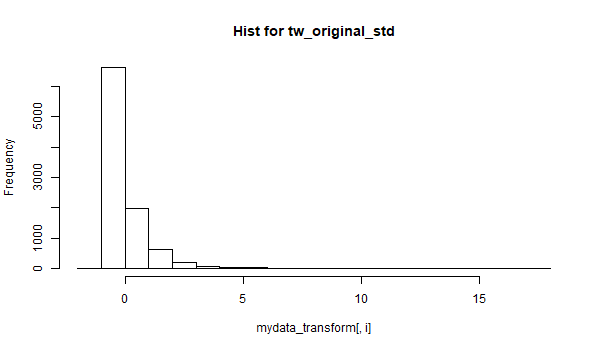 Hist for tw_original_std
Frequency
5000
3000
1000
0
0 5 10 15
mydata_transform[, i]